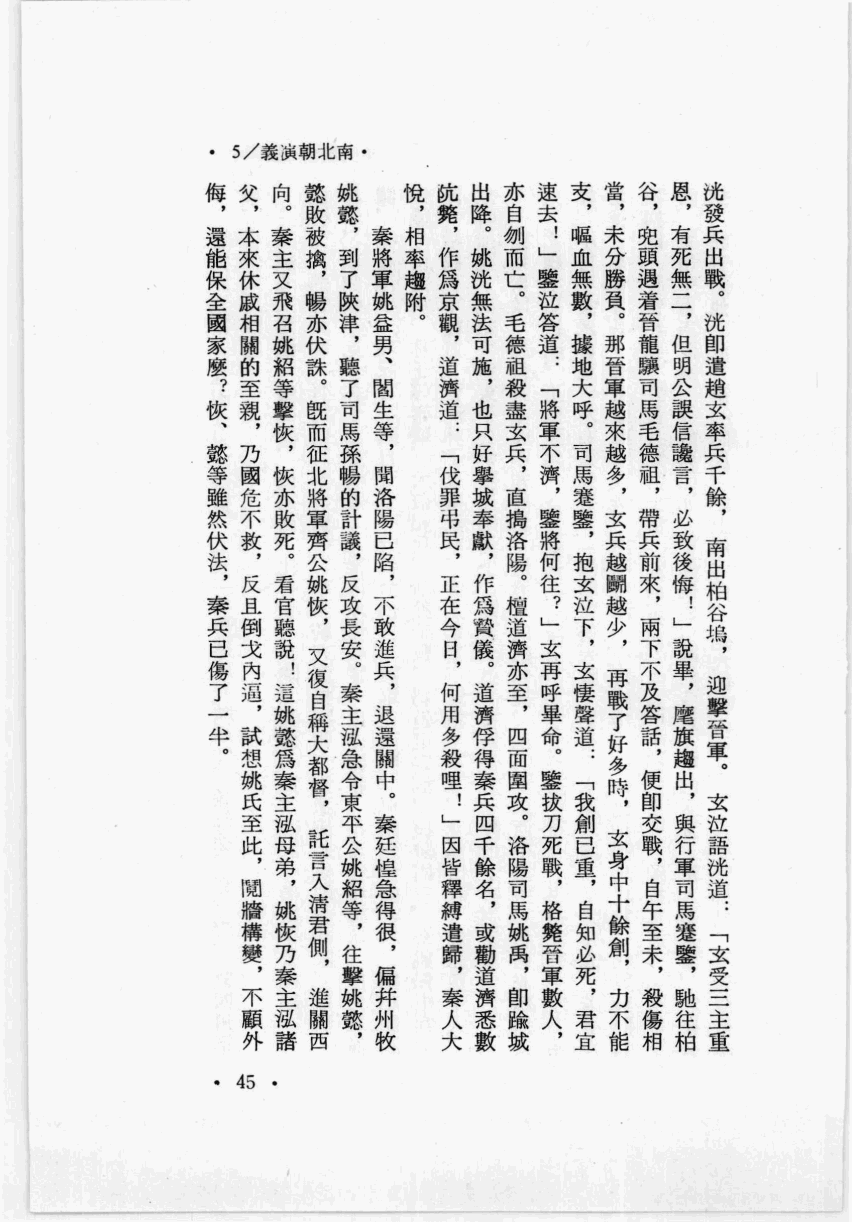 • 5／義演朝北南•
洸發兵出戰。洸卽遣趙玄率兵千餘，南出柏谷塢，迎擊晉軍。玄泣語洸道：「玄受三主重
恩，有死無二，但明公誤信讒言，必致後悔！」說畢，麾旗趨出，與行軍司馬蹇鑒，馳往柏
谷，兜頭遇着晉龍驤司馬毛德祖，帶兵前來，兩下不及答話，便卽交戰，自午至未，殺傷相
當，未分勝負。那晉軍越來越多，玄兵越鬭越少，再戰了好多時，玄身中十餘創，力不能
支，嘔血無數，據地大呼。司馬蹇鑒，抱玄泣下，玄悽聲道：「我創已重，自知必死，君宜
速去！」鑒泣答道：「將軍不濟，鑒將何往？」玄再呼畢命。鑒拔刀死戰，格斃晉軍數人，
亦自刎而亡。毛德祖殺盡玄兵，直搗洛陽。檀道濟亦至，四面圍攻。洛陽司馬姚禹，卽踰城
出降。姚洸無法可施，也只好擧城奉獻，作爲贄儀。道濟俘得秦兵四千餘名，或勸道濟悉數
阬斃，作爲京觀，道濟道：「伐罪弔民，正在今日，何用多殺哩！」因皆釋縛遣歸，秦人大
悅，相率趨附。
秦將軍姚益男、閻生等，聞洛陽已陷，不敢進兵，退還關中。秦廷惶急得很，偏幷州牧
姚懿，到了陝津，聽了司馬孫暢的計議，反攻長安。秦主泓急令東平公姚紹等，往擊姚懿，
懿敗被擒，暢亦伏誅。旣而征北將軍齊公姚恢，又復自稱大都督，託言入淸君側，進關西
向。秦主又飛召姚紹等擊恢，恢亦敗死。看官聽說！這姚懿爲秦主泓母弟，姚恢乃秦主泓諸
父，本來休戚相關的至親，乃國危不救，反且倒戈內逼，試想姚氏至此，鬩牆構變，不顧外
侮，還能保全國家麼？恢、懿等雖然伏法，秦兵已傷了一半。
• 45 •